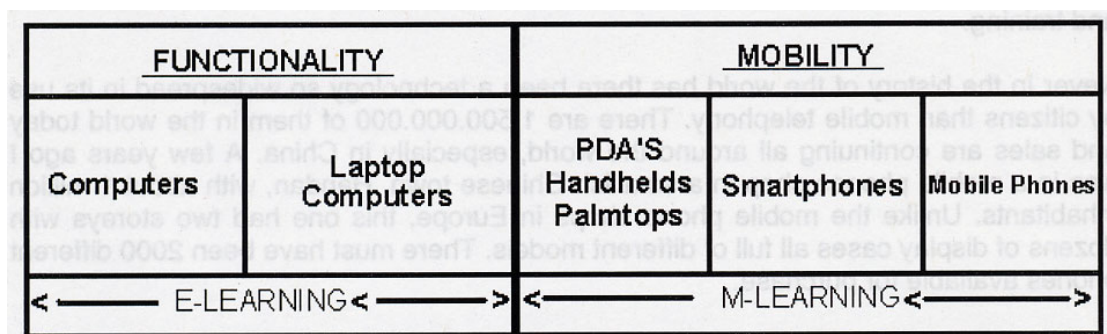 FUNCTIONALITY
MOBILITY
Computers
Laptop
Computers
PDA'S
Handhelds
Palmtops
Smartphones
Mobile Phones
< E-LEARNING < >
< M-LEARNING < >